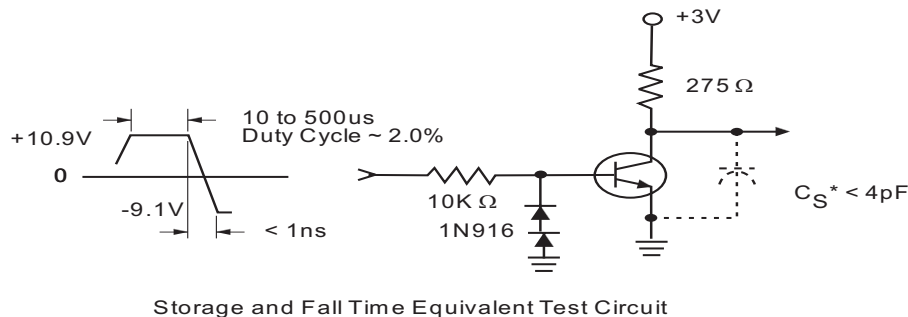 +3V
275 Ω
10 to 500us
Duty Cycle ~ 2.0%
+10.9V
0
-9.1V
< 1ns
10K Ω
1N916
C_S* < 4pF
Storage and Fall Time Equivalent Test Circuit